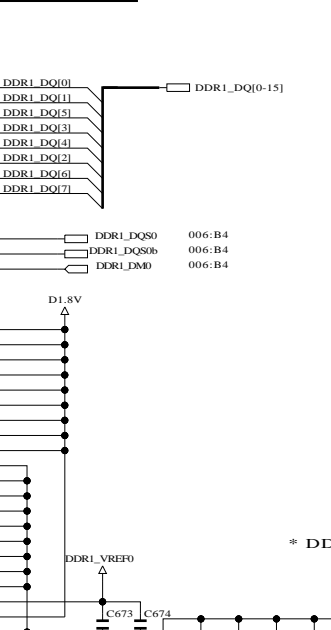 DDR1_DQ[0]
DDR1_DQ[0-15]
DDR1_DQ[1]
DDR1_DQ[5]
DDR1_DQ[3]
DDR1_DQ[4]
DDR1_DQ[2]
DDR1_DQ[6]
DDR1_DQ[7]
DDR1_DQS0 006:B4
DDR1_DQS0b 006:B4
DDR1_DM0 006:B4
D1.8V
* DD
DDR1_VREF0
C673 C674